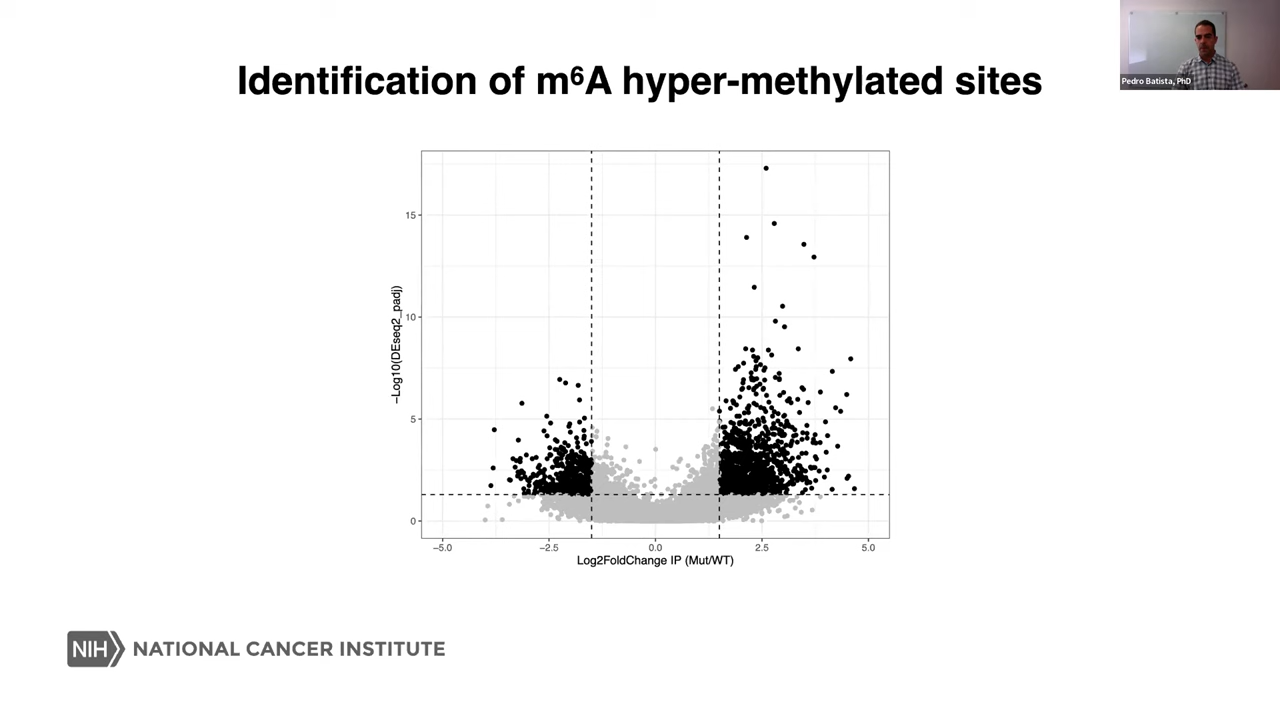 Identification of m⁶A hyper-methylated sites
Pedro Batista, PhD
15
10
5
0
−Log10(DEseq2_padj)
−5.0
−2.5
0.0
2.5
5.0
Log2FoldChange IP (Mut/WT)
NIH NATIONAL CANCER INSTITUTE